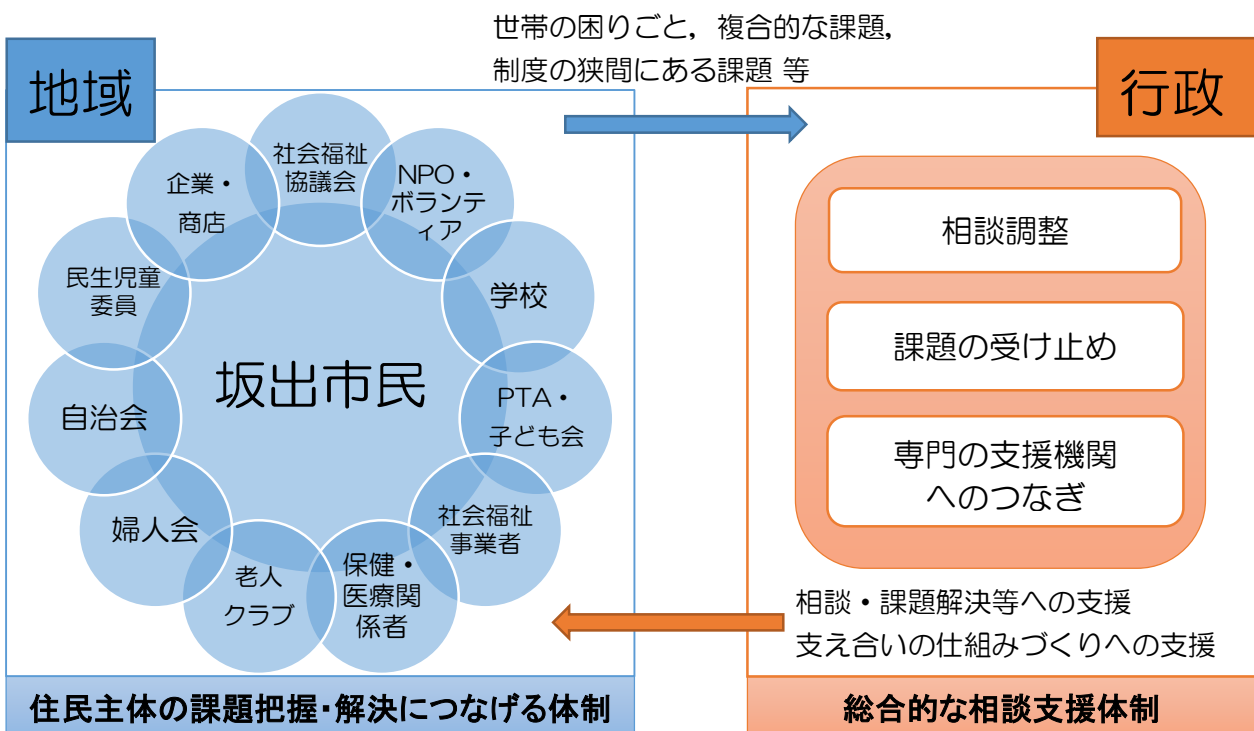 世帯の困りごと，複合的な課題，
制度の狭間にある課題 等
地域
行政
社会福祉
協議会
NPO・
ボランテ
ィア
学校
PTA・
子ども会
社会福祉
事業者
保健・
医療関
係者
老人
クラブ
婦人会
自治会
民生児童
委員
企業・
商店
坂出市民
相談調整
課題の受け止め
専門の支援機関
へのつなぎ
相談・課題解決等への支援
支え合いの仕組みづくりへの支援
住民主体の課題把握・解決につなげる体制
総合的な相談支援体制